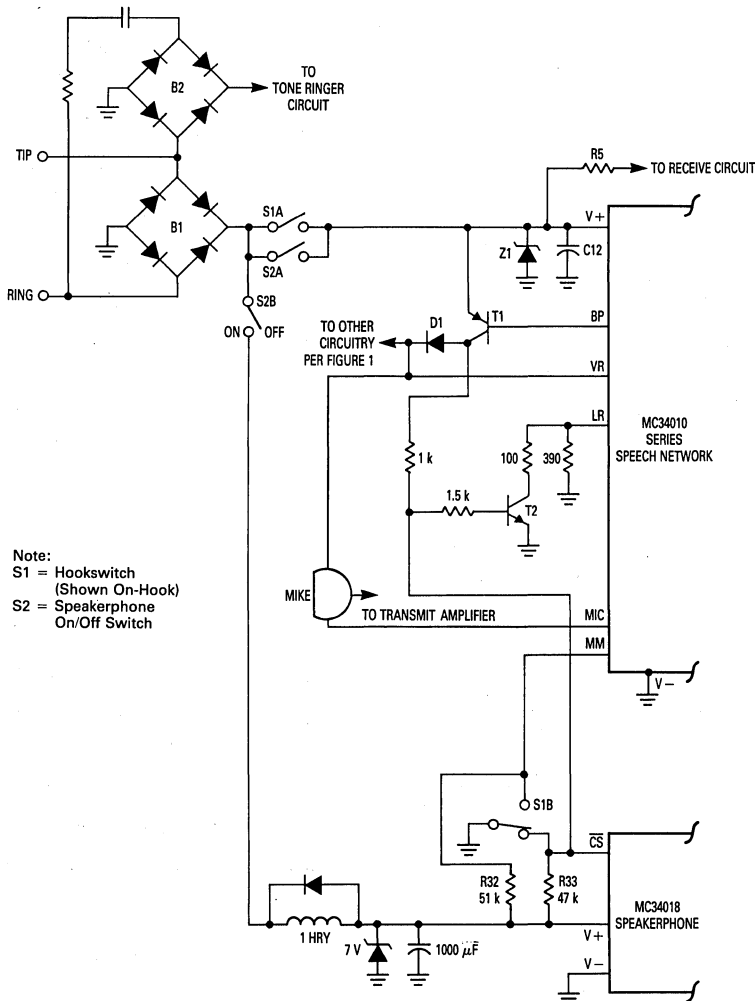 B2
TO
TONE RINGER
CIRCUIT
TIP
B1
RING
S1A
S2A
S2B
ON
OFF
R5
TO RECEIVE CIRCUIT
V+
Z1
C12
T1
BP
D1
TO OTHER
CIRCUITRY
PER FIGURE 1
VR
LR
MC34010
SERIES
SPEECH NETWORK
1 k
100
390
1.5 k
T2
Note:
S1 = Hookswitch
(Shown On-Hook)
S2 = Speakerphone
On/Off Switch
MIKE
TO TRANSMIT AMPLIFIER
MIC
MM
V−
S1B
CS
R32
51 k
R33
47 k
MC34018
SPEAKERPHONE
1 HRY
7 V
1000 μF
V+
V−